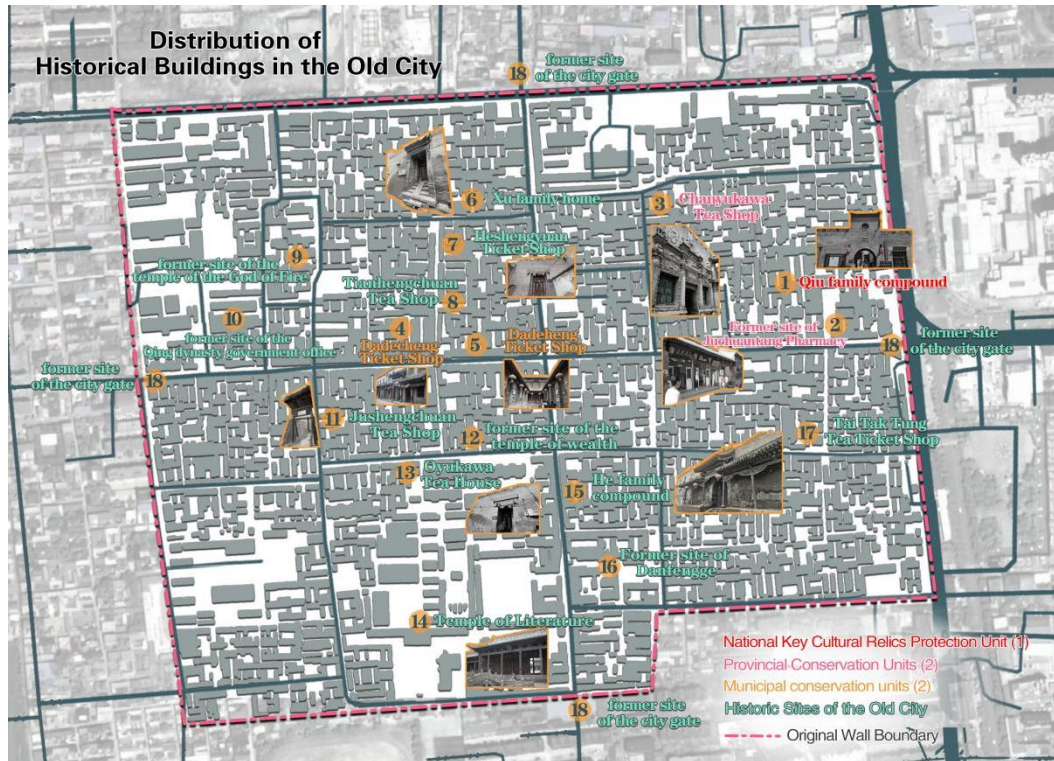 Distribution of
Historical Buildings in the Old City
18
former site
of the city gate
6
Xu family home
3
Chanyukawa
Tea Shop
7
Heshengyuan
Ticket Shop
9
former site of the
temple of the God of Fire
Tianhengchuan
Tea Shop
8
1
Qiu family compound
10
former site of the
Qing dynasty government office
4
Dadecheng
Ticket Shop
5
Dadeheng
Ticket Shop
Former site of
Juchuantang Pharmacy
2
18
former site
of the city gate
former site
of the city gate
18
11
Jushengchuan
Tea Shop
12
former site of the
temple of wealth
17
Tai Tak Tung
Tea Ticket Shop
13
Oyukawa
Tea House
15
He family
compound
16
Former site of
Danfengge
14
Temple of Literature
18
former site
of the city gate
National Key Cultural Relics Protection Unit (1)
Provincial Conservation Units (2)
Municipal conservation units (2)
Historic Sites of the Old City
Original Wall Boundary